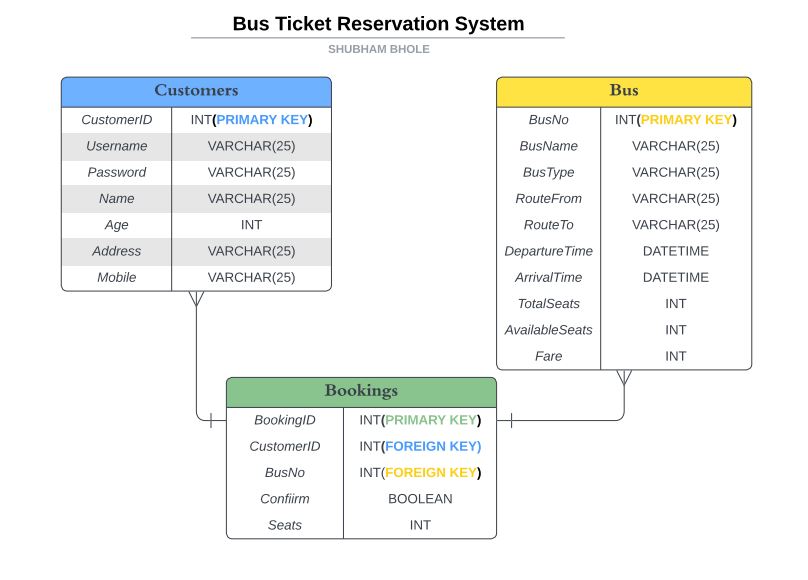 Bus Ticket Reservation System
SHUBHAM BHOLE
Customers
CustomerID INT(PRIMARY KEY)
Username VARCHAR(25)
Password VARCHAR(25)
Name VARCHAR(25)
Age INT
Address VARCHAR(25)
Mobile VARCHAR(25)
Bus
BusNo INT(PRIMARY KEY)
BusName VARCHAR(25)
BusType VARCHAR(25)
RouteFrom VARCHAR(25)
RouteTo VARCHAR(25)
DepartureTime DATETIME
ArrivalTime DATETIME
TotalSeats INT
AvailableSeats INT
Fare INT
Bookings
BookingID INT(PRIMARY KEY)
CustomerID INT(FOREIGN KEY)
BusNo INT(FOREIGN KEY)
Confiirm BOOLEAN
Seats INT